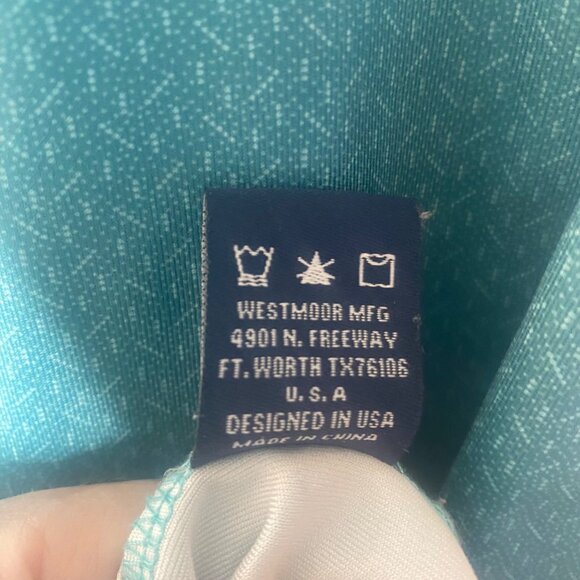 WESTMOOR MFG
4901 N. FREEWAY
FT. WORTH TX76106
U.S.A
DESIGNED IN USA
MADE IN CHINA